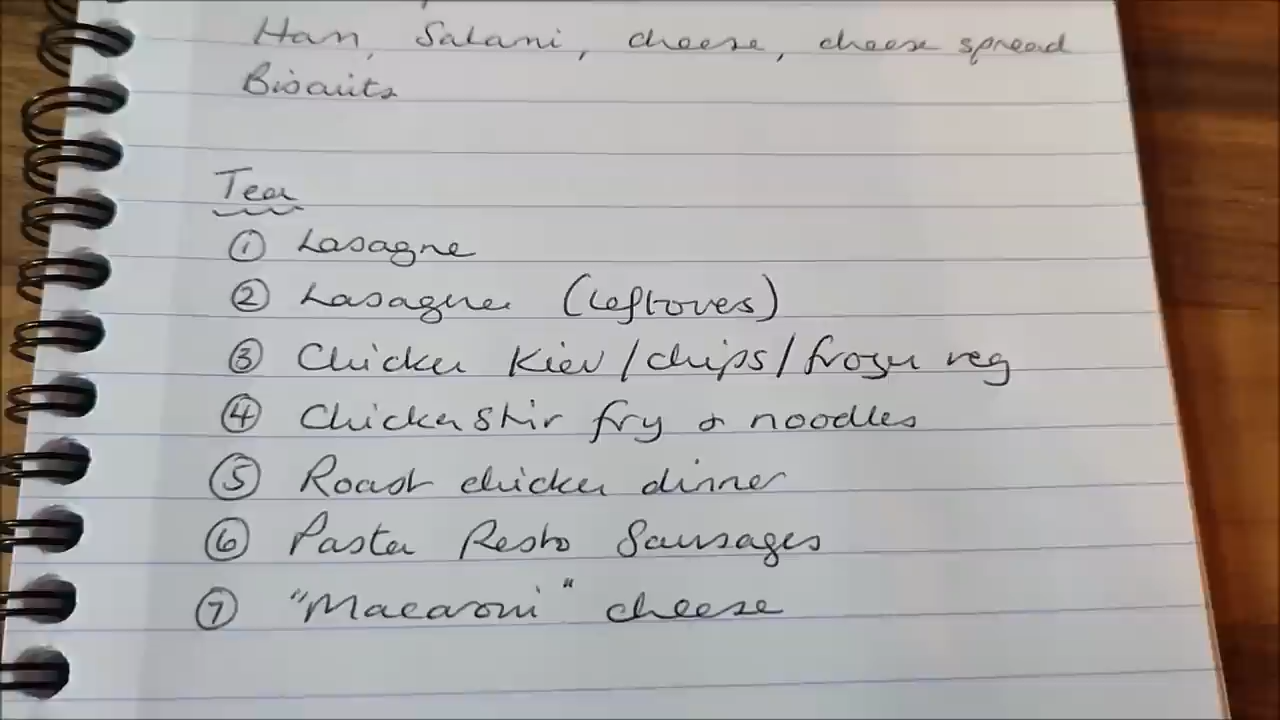 Ham, Salami, cheese, cheese spread
Biscuits
Tea
① Lasagne
② Lasagne (leftoves)
③ Chicken Kiev/chips/frozen veg
④ Chicken Stir fry & noodles
⑤ Roast chicken dinner
⑥ Pasta Pesto Sausages
⑦ "Macaroni" cheese